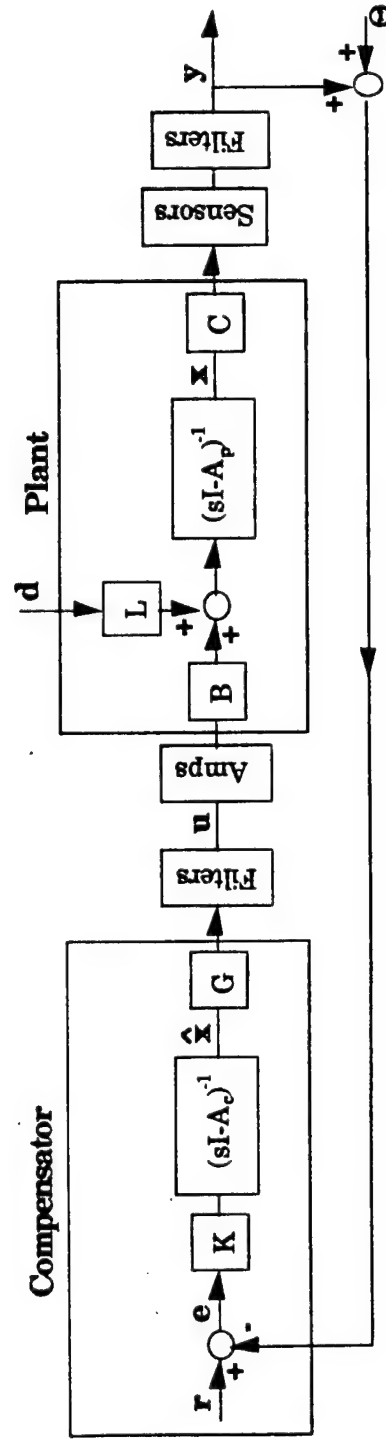 Compensator
r
+
-
e
K
(sI-A_c)^-1
x̂
G
Filters
u
Amps
Plant
B
d
L
+
+
(sI-A_p)^-1
x
C
Sensors
Filters
y
+
+